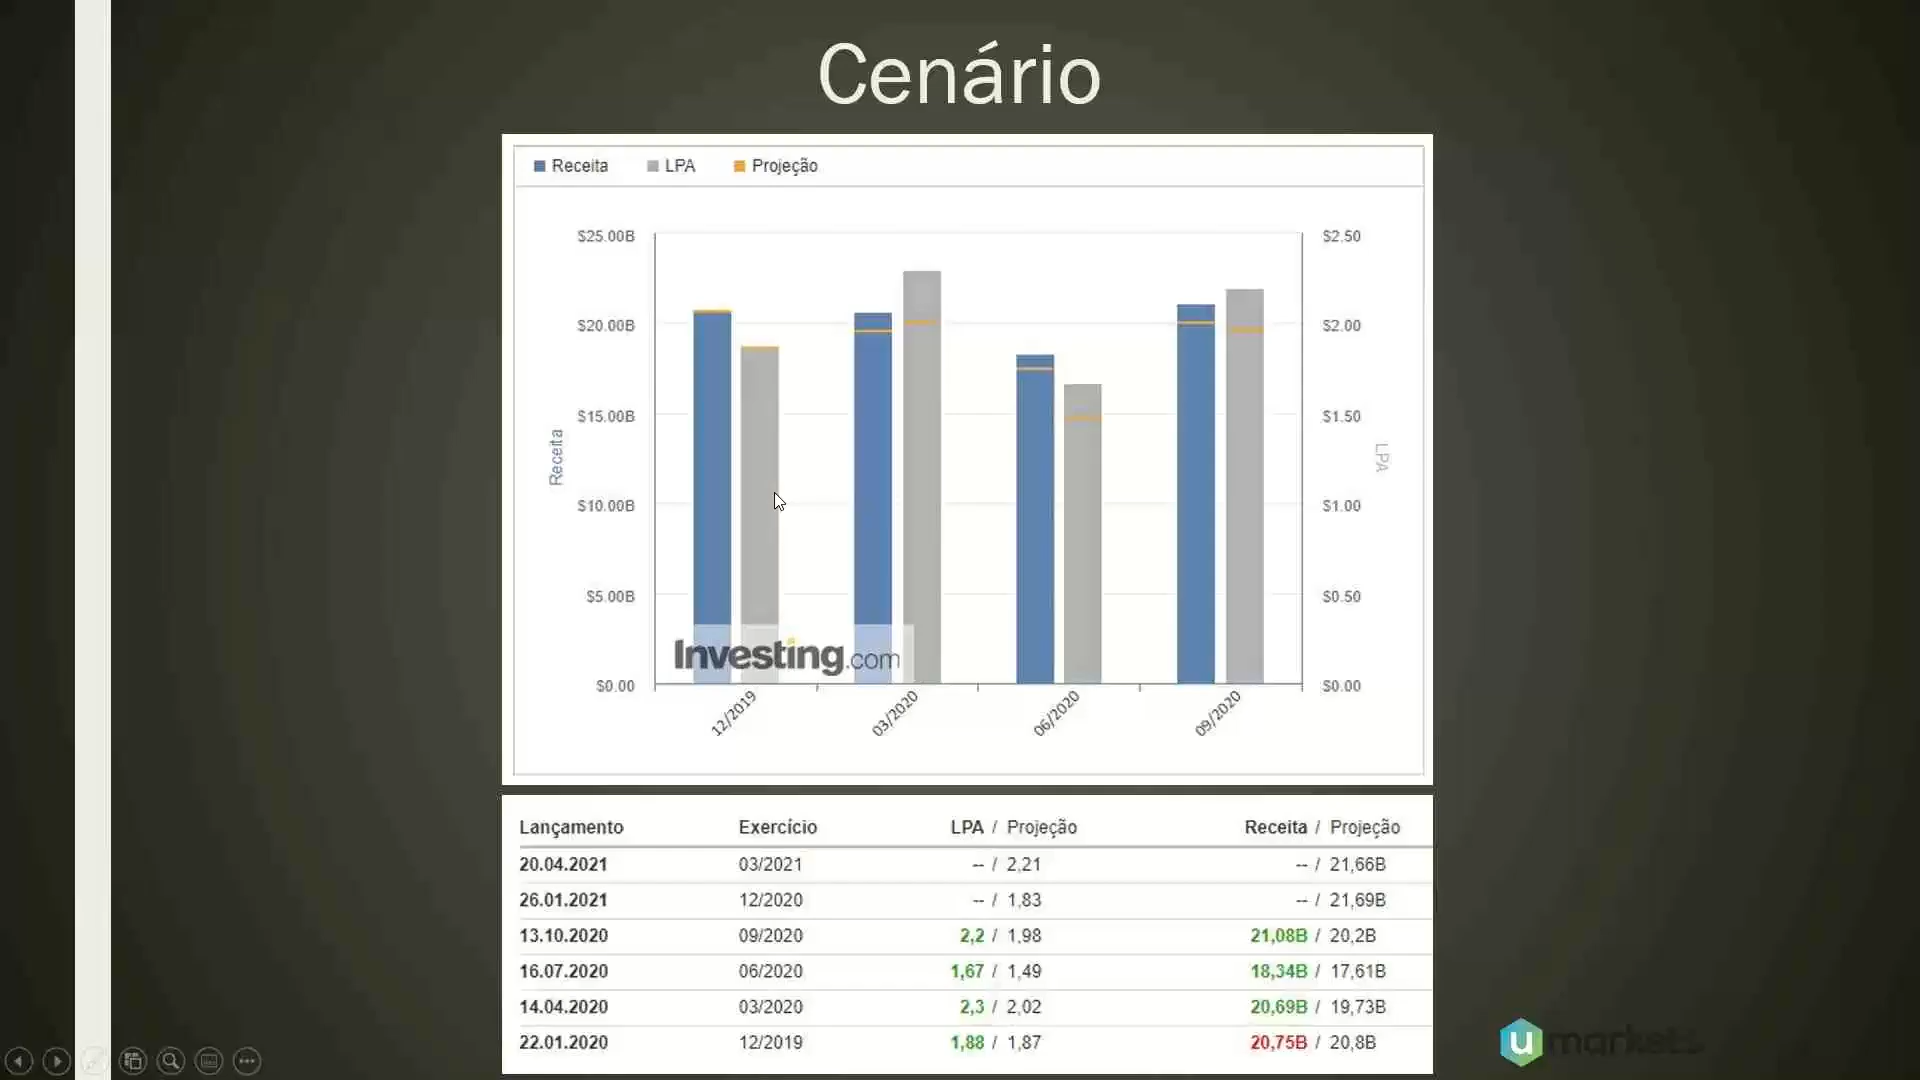 Cenário
Receita LPA Projeção
$25.00B $2.50
$20.00B $2.00
$15.00B $1.50
Receita LPA
$10.00B $1.00
$5.00B $0.50
Investing.com
$0.00 $0.00
12/2019 03/2020 06/2020 09/2020
Lançamento Exercício LPA / Projeção Receita / Projeção
20.04.2021 03/2021 -- / 2,21 -- / 21,66B
26.01.2021 12/2020 -- / 1,83 -- / 21,69B
13.10.2020 09/2020 2,2 / 1,98 21,08B / 20,2B
16.07.2020 06/2020 1,67 / 1,49 18,34B / 17,61B
14.04.2020 03/2020 2,3 / 2,02 20,69B / 19,73B
22.01.2020 12/2019 1,88 / 1,87 20,75B / 20,8B
umarkets